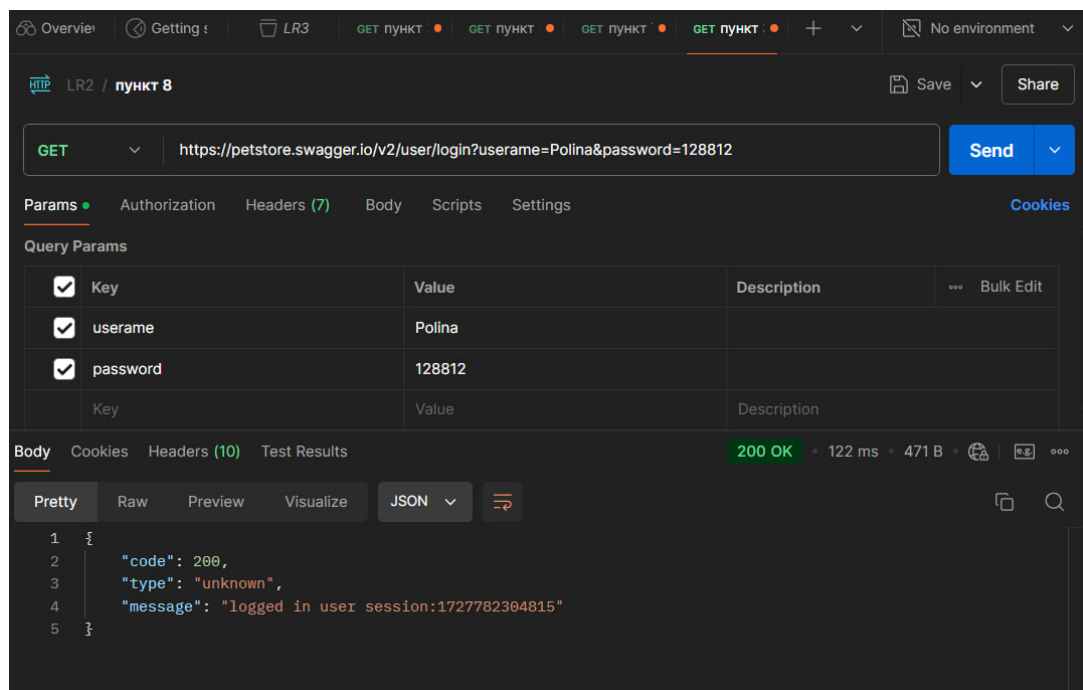 Overview Getting s LR3 GET пункт GET пункт GET пункт GET пункт No environment
HTTP LR2 / пункт 8 Save Share
GET https://petstore.swagger.io/v2/user/login?userame=Polina&password=128812 Send
Params Authorization Headers (7) Body Scripts Settings Cookies
Query Params
Key Value Description Bulk Edit
userame Polina
password 128812
Key Value Description
Body Cookies Headers (10) Test Results 200 OK 122 ms 471 B e.g.
Pretty Raw Preview Visualize JSON
1 {
2 "code": 200,
3 "type": "unknown",
4 "message": "logged in user session:1727782304815"
5 }